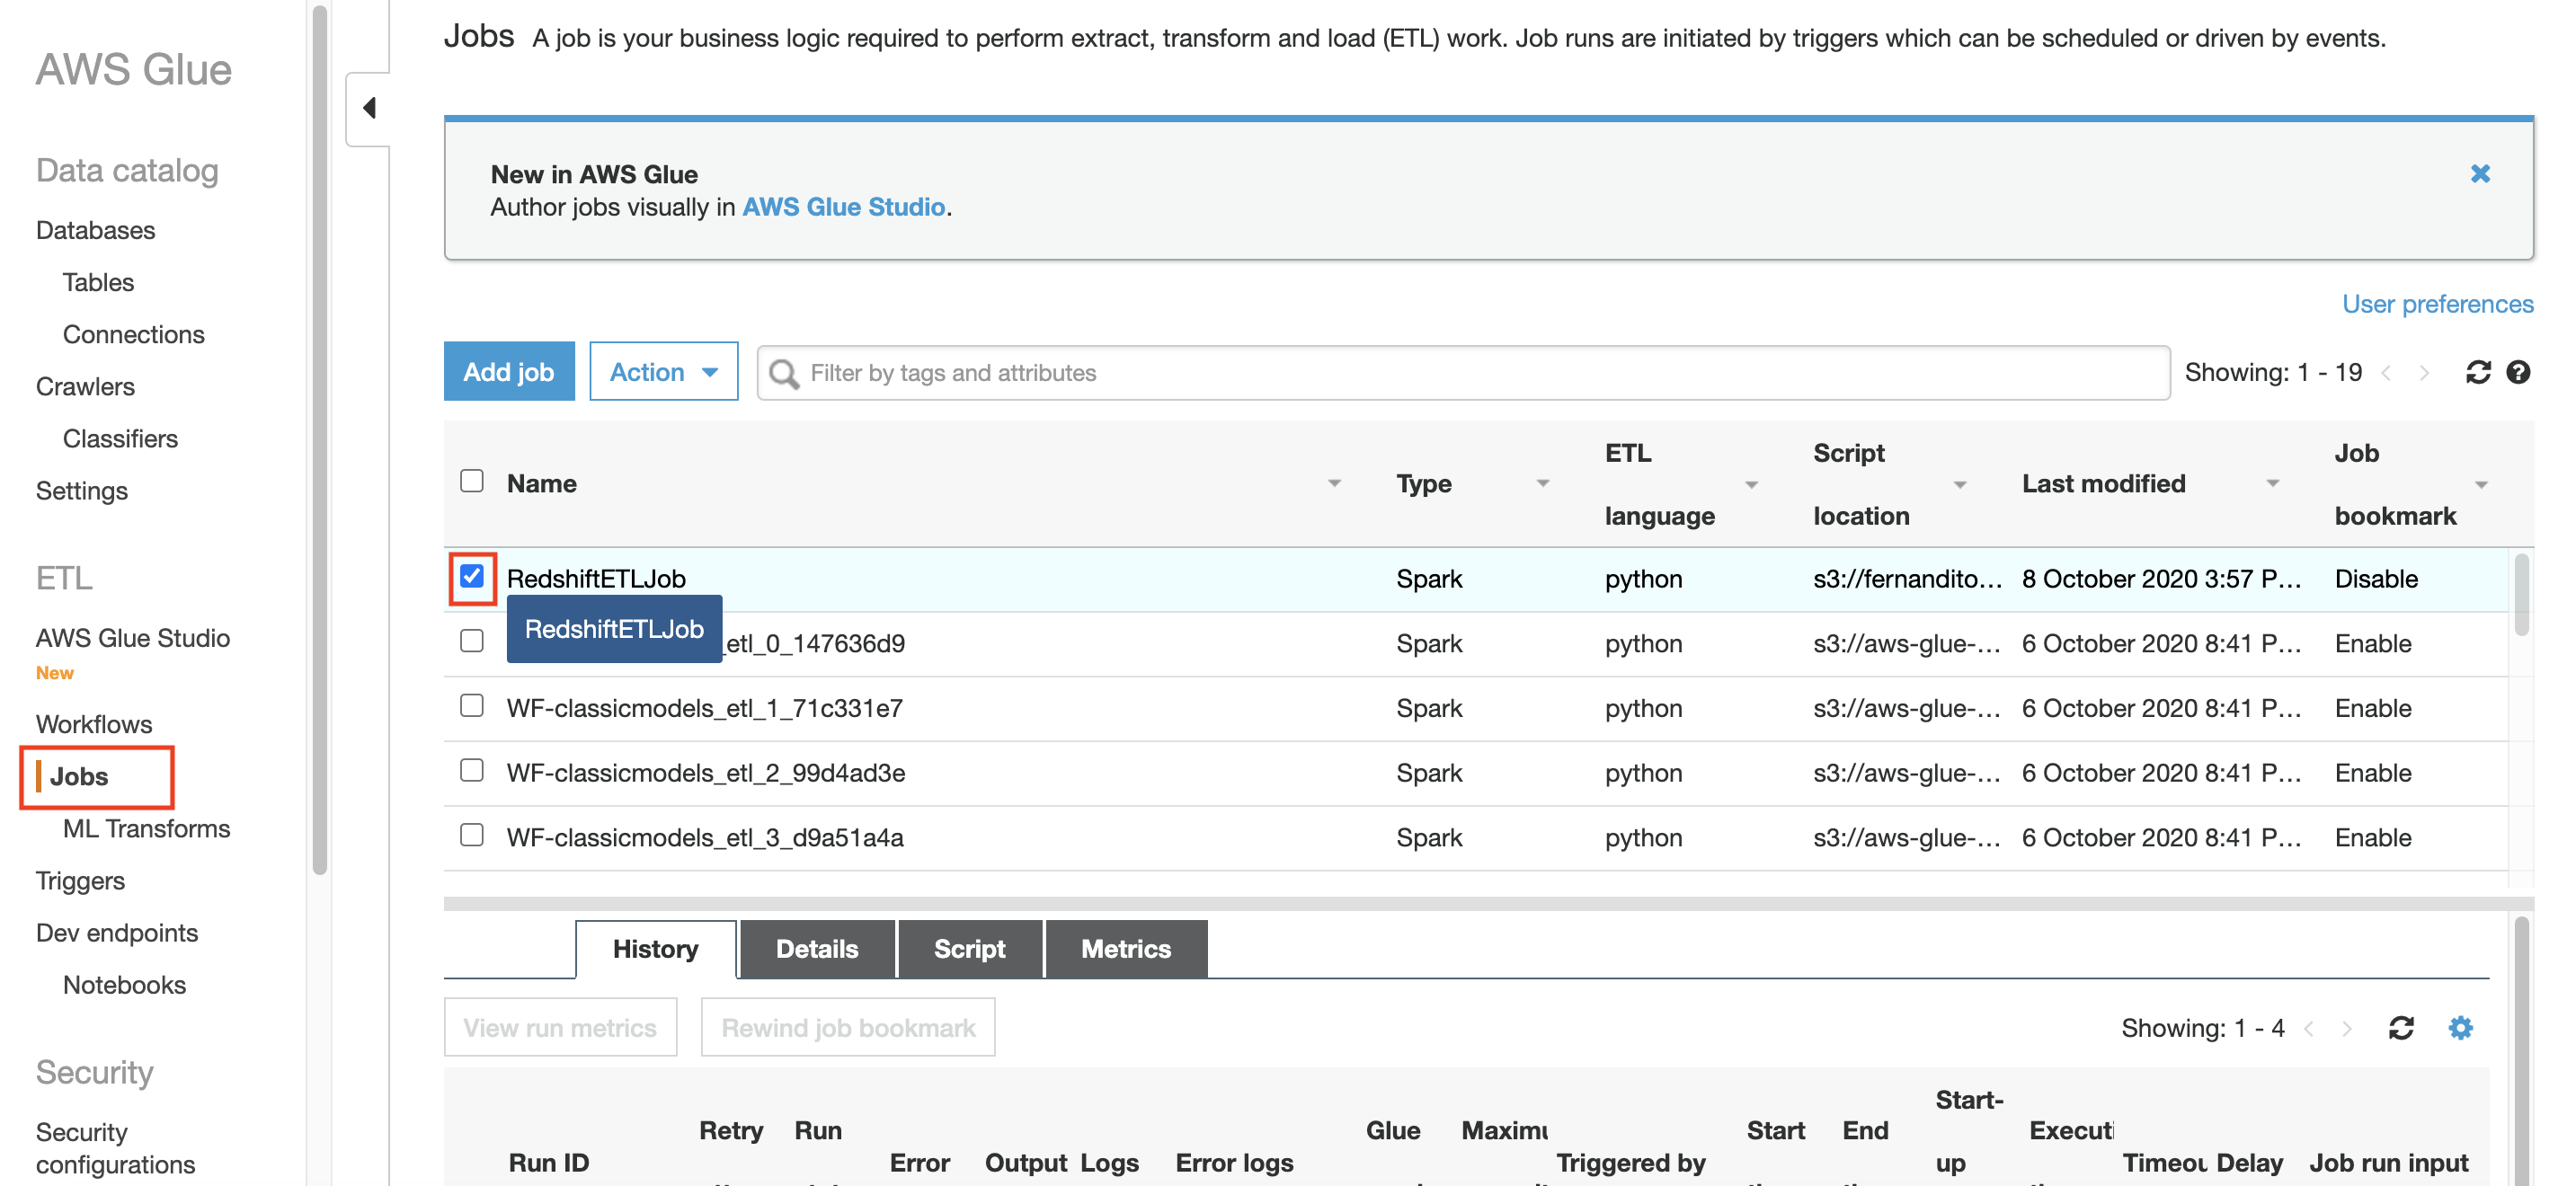 AWS Glue
Data catalog
Databases
Tables
Connections
Crawlers
Classifiers
Settings
ETL
AWS Glue Studio
New
Workflows
Jobs
ML Transforms
Triggers
Dev endpoints
Notebooks
Security
Security
configurations
Jobs A job is your business logic required to perform extract, transform and load (ETL) work. Job runs are initiated by triggers which can be scheduled or driven by events.
New in AWS Glue
Author jobs visually in AWS Glue Studio.
User preferences
Add job Action Filter by tags and attributes Showing: 1 - 19
Name Type ETL language Script location Last modified Job bookmark
RedshiftETLJob Spark python s3://fernandito... 8 October 2020 3:57 P... Disable
RedshiftETLJob
_etl_0_147636d9 Spark python s3://aws-glue-... 6 October 2020 8:41 P... Enable
WF-classicmodels_etl_1_71c331e7 Spark python s3://aws-glue-... 6 October 2020 8:41 P... Enable
WF-classicmodels_etl_2_99d4ad3e Spark python s3://aws-glue-... 6 October 2020 8:41 P... Enable
WF-classicmodels_etl_3_d9a51a4a Spark python s3://aws-glue-... 6 October 2020 8:41 P... Enable
History Details Script Metrics
View run metrics Rewind job bookmark Showing: 1 - 4
Run ID Retry Run Error Output Logs Error logs Glue Maximu Triggered by Start End Start-up Executi Timeou Delay Job run input